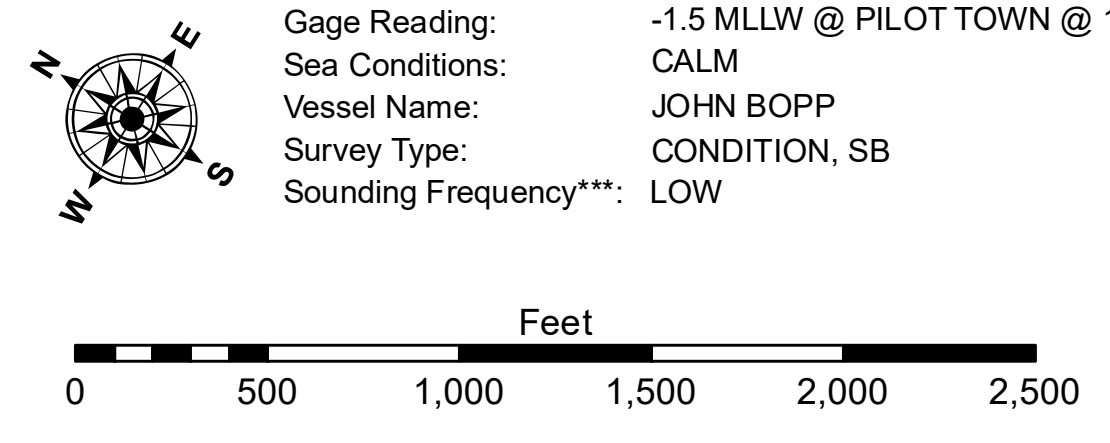 N
E
S
W
Gage Reading: -1.5 MLLW @ PILOT TOWN @
Sea Conditions: CALM
Vessel Name: JOHN BOPP
Survey Type: CONDITION, SB
Sounding Frequency***: LOW
Feet
0 500 1,000 1,500 2,000 2,500